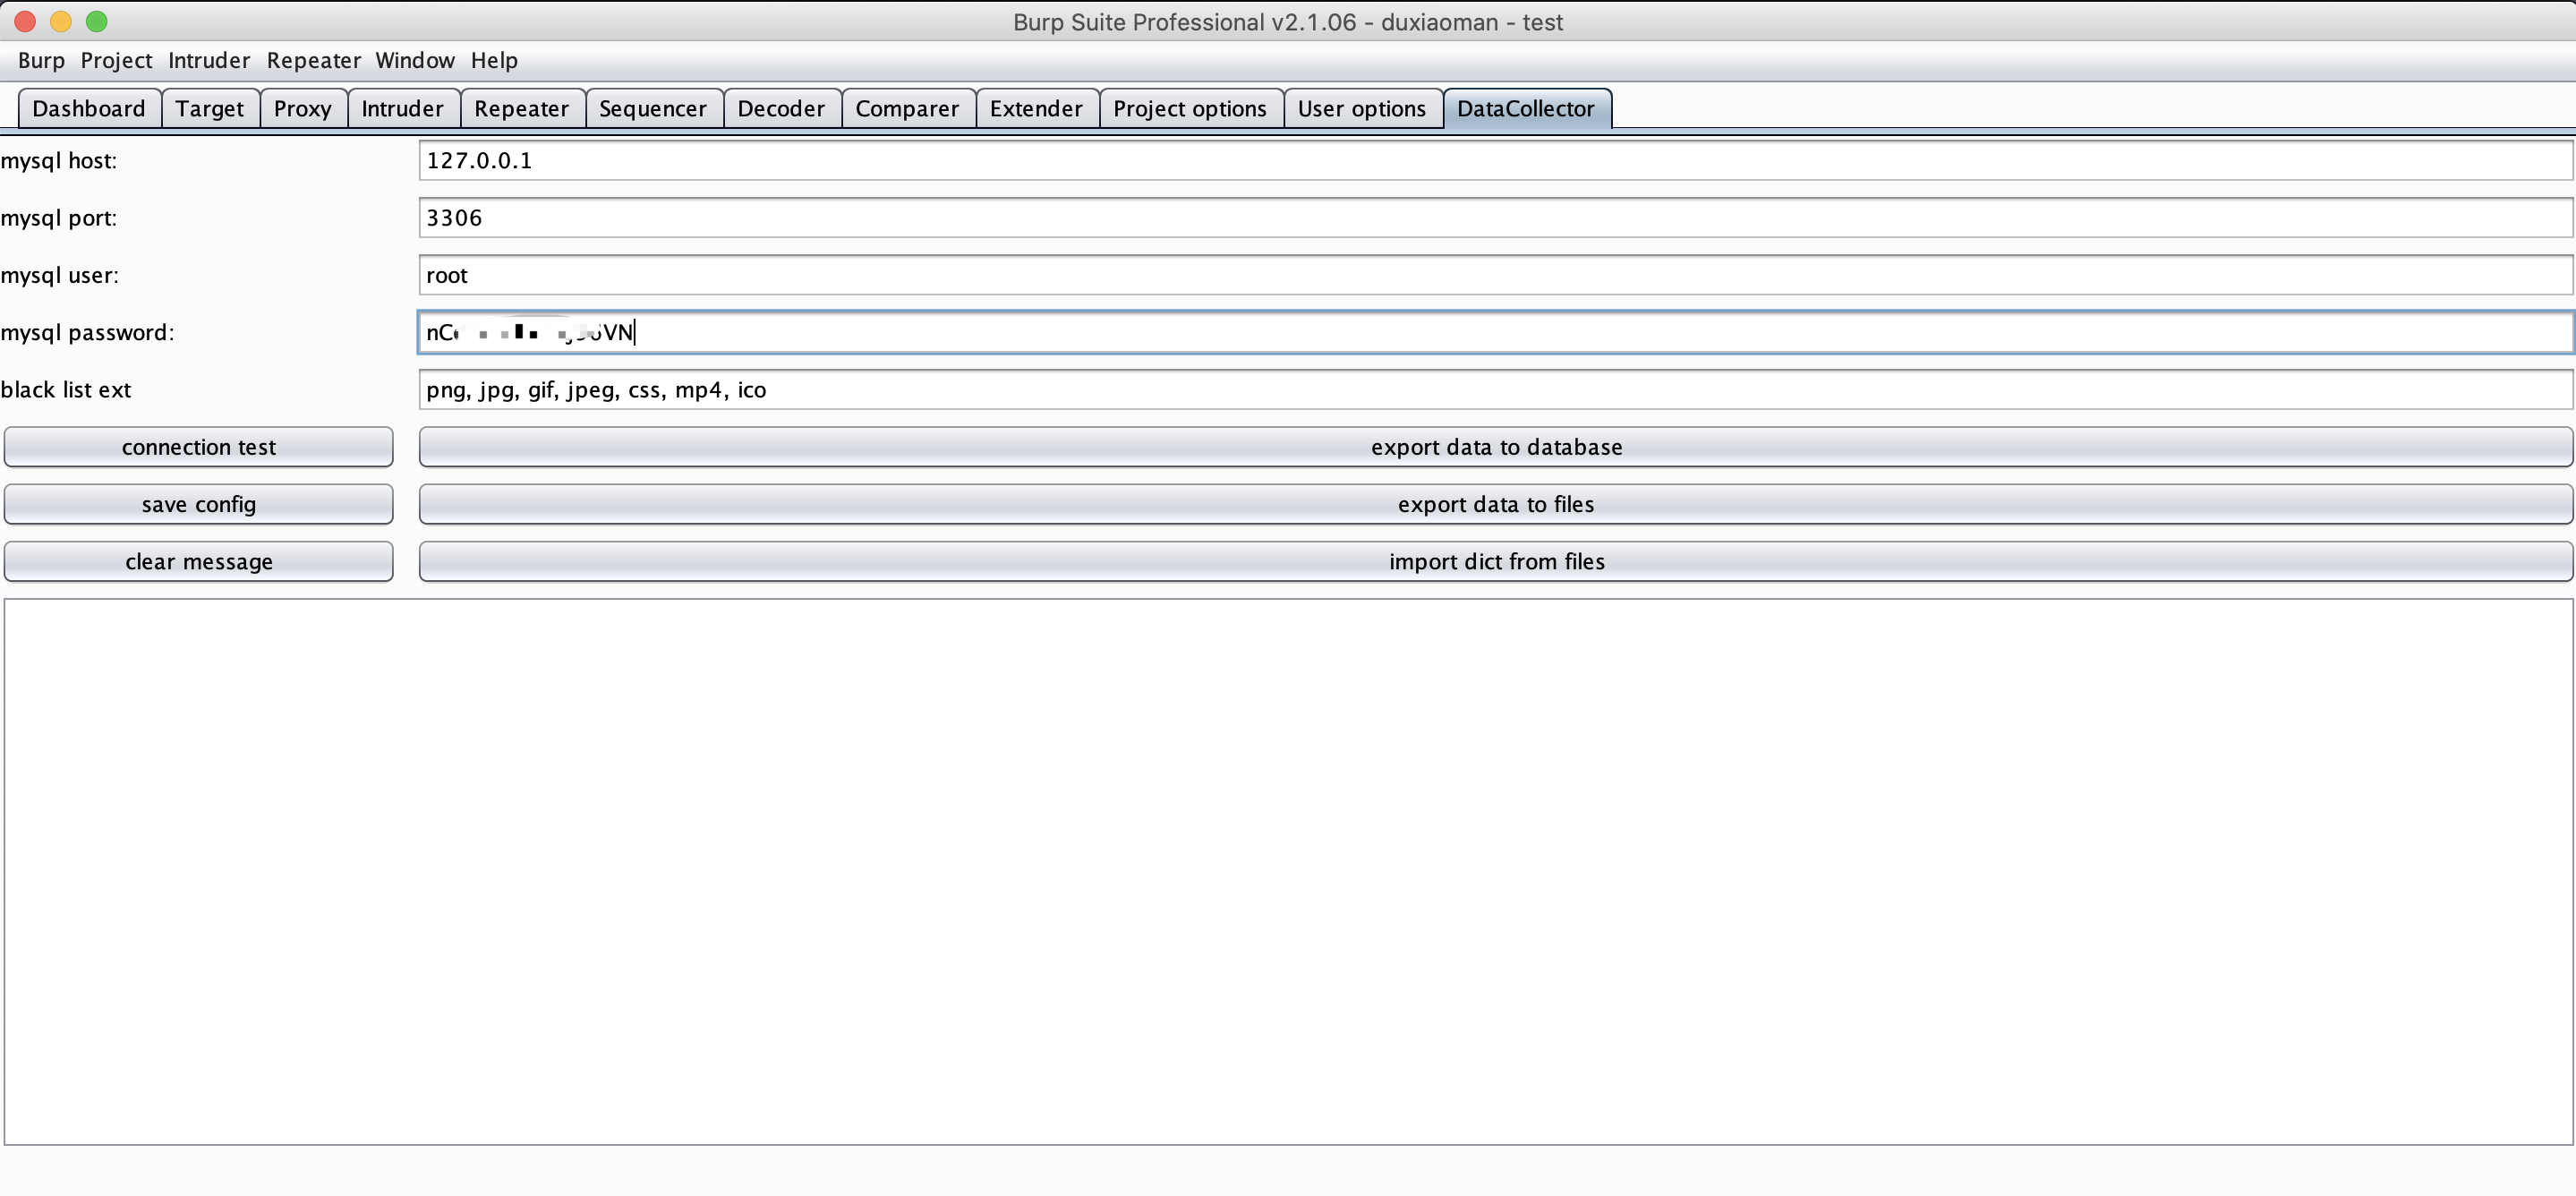 Burp Suite Professional v2.1.06 - duxiaoman - test
Burp Project Intruder Repeater Window Help
Dashboard Target Proxy Intruder Repeater Sequencer Decoder Comparer Extender Project options User options DataCollector
mysql host: 127.0.0.1
mysql port: 3306
mysql user: root
mysql password:
black list ext png, jpg, gif, jpeg, css, mp4, ico
connection test export data to database
save config export data to files
clear message import dict from files